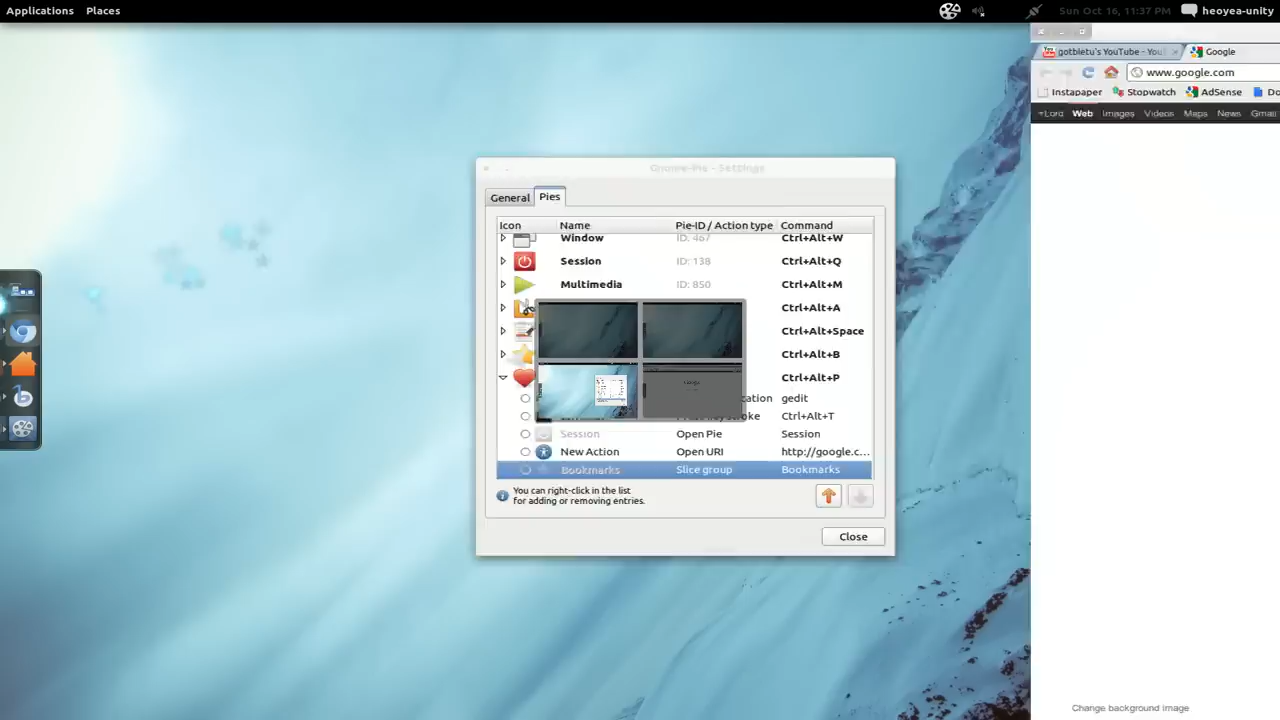 Applications Places Sun Oct 16, 11:37 PM heoyea-unity
gotbletu's YouTube - You Google
www.google.com
Instapaper Stopwatch AdSense Do
+Lord Web Images Videos Maps News Gmail
Gnome-Pie - Settings
General Pies
Icon Name Pie-ID / Action type Command
Window ID: 467 Ctrl+Alt+W
Session ID: 138 Ctrl+Alt+Q
Multimedia ID: 850 Ctrl+Alt+M
Ctrl+Alt+A
Ctrl+Alt+Space
Ctrl+Alt+B
Ctrl+Alt+P
gedit
Ctrl+Alt+T
Session Open Pie Session
New Action Open URI http://google.c...
Bookmarks Slice group Bookmarks
You can right-click in the list
for adding or removing entries.
Close
Change background image